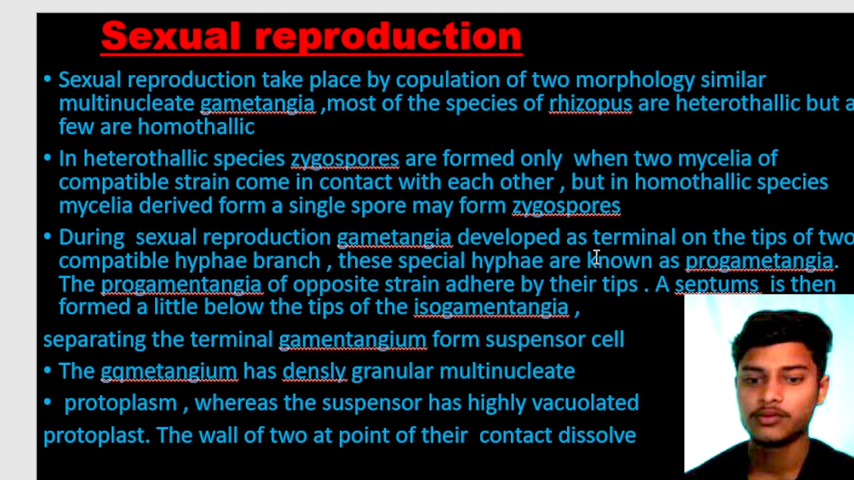 Sexual reproduction
• Sexual reproduction take place by copulation of two morphology similar
multinucleate gametangia ,most of the species of rhizopus are heterothallic but a
few are homothallic
• In heterothallic species zygospores are formed only when two mycelia of
compatible strain come in contact with each other , but in homothallic species
mycelia derived form a single spore may form zygospores
• During sexual reproduction gametangia developed as terminal on the tips of two
compatible hyphae branch , these special hyphae are known as progametangia.
The progamentangia of opposite strain adhere by their tips . A septums is then
formed a little below the tips of the isogamentangia ,
separating the terminal gamentangium form suspensor cell
• The gqmetangium has densly granular multinucleate
• protoplasm , whereas the suspensor has highly vacuolated
protoplast. The wall of two at point of their contact dissolve